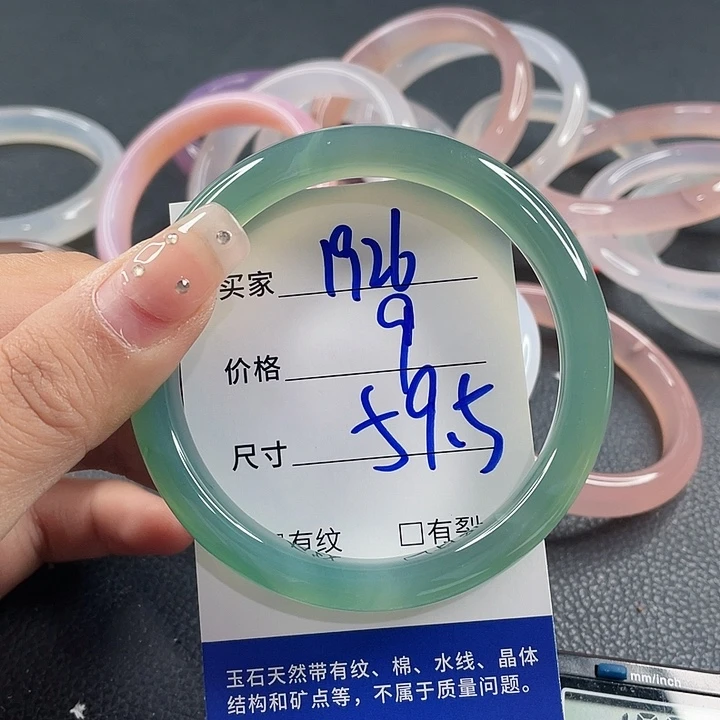 买家 1926
价格 9
尺寸 59.5
有纹 □有裂
玉石天然带有纹、棉、水线、晶体
结构和矿点等，不属于质量问题。
mm/inch